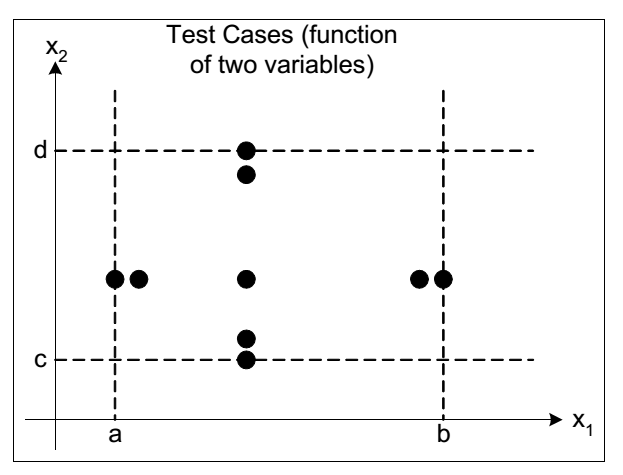 Test Cases (function
of two variables)
x2
d
c
a
b
x1